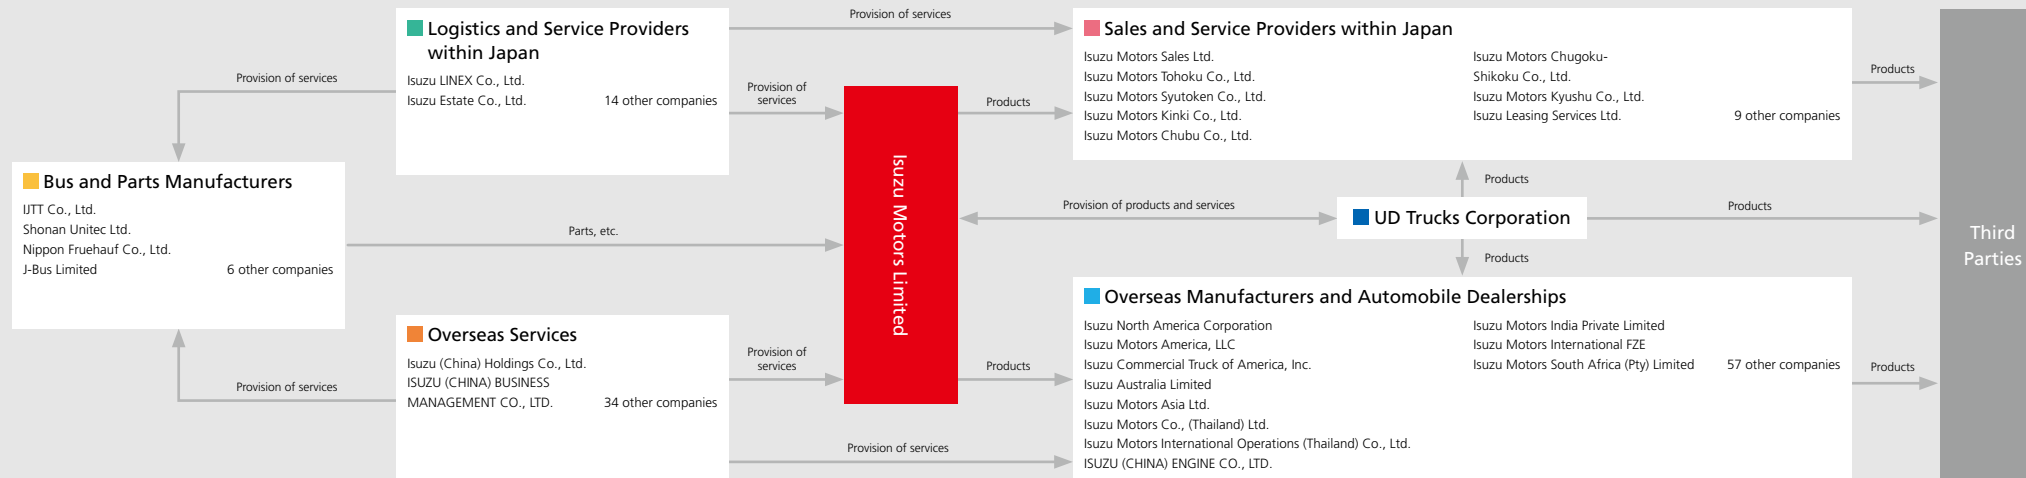 Provision of services
Logistics and Service Providers
within Japan
Isuzu LINEX Co., Ltd.
Isuzu Estate Co., Ltd. 14 other companies
Provision of services
Provision of
services
Bus and Parts Manufacturers
IJTT Co., Ltd.
Shonan Unitec Ltd.
Nippon Fruehauf Co., Ltd.
J-Bus Limited 6 other companies
Parts, etc.
Overseas Services
Isuzu (China) Holdings Co., Ltd.
ISUZU (CHINA) BUSINESS
MANAGEMENT CO., LTD. 34 other companies
Provision of services
Provision of
services
Provision of services
Isuzu Motors Limited
Products
Sales and Service Providers within Japan
Isuzu Motors Sales Ltd.
Isuzu Motors Tohoku Co., Ltd.
Isuzu Motors Syutoken Co., Ltd.
Isuzu Motors Kinki Co., Ltd.
Isuzu Motors Chubu Co., Ltd.
Isuzu Motors Chugoku-
Shikoku Co., Ltd.
Isuzu Motors Kyushu Co., Ltd.
Isuzu Leasing Services Ltd. 9 other companies
Products
Products
Provision of products and services
UD Trucks Corporation
Products
Products
Products
Overseas Manufacturers and Automobile Dealerships
Isuzu North America Corporation
Isuzu Motors America, LLC
Isuzu Commercial Truck of America, Inc.
Isuzu Australia Limited
Isuzu Motors Asia Ltd.
Isuzu Motors Co., (Thailand) Ltd.
Isuzu Motors International Operations (Thailand) Co., Ltd.
ISUZU (CHINA) ENGINE CO., LTD.
Isuzu Motors India Private Limited
Isuzu Motors International FZE
Isuzu Motors South Africa (Pty) Limited 57 other companies
Products
Third
Parties